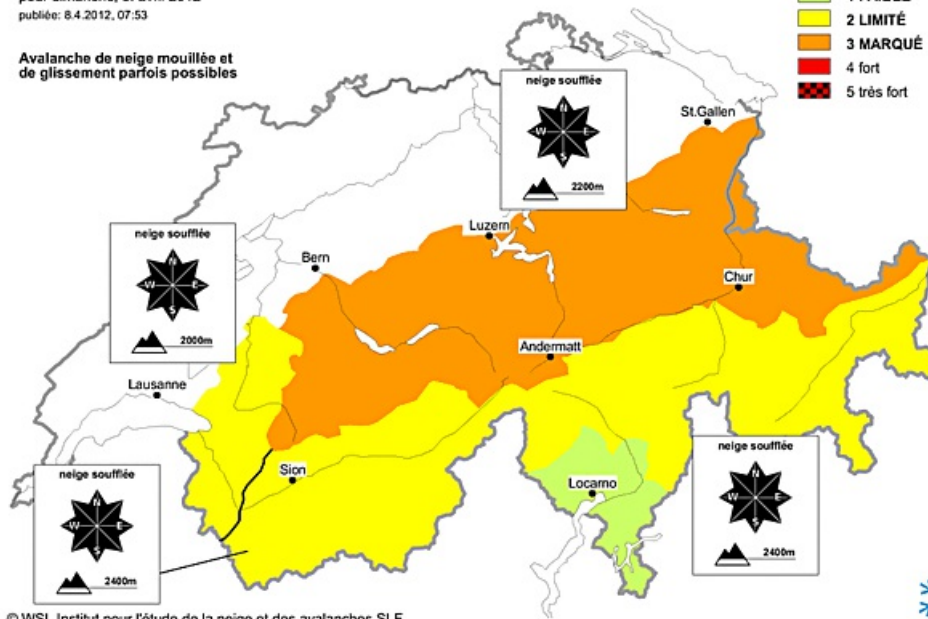 publiée: 8.4.2012, 07:53
Avalanche de neige mouillée et
de glissement parfois possibles
2 LIMITÉ
3 MARQUÉ
4 fort
5 très fort
neige soufflée
N
W E
S
2200m
St.Gallen
Luzern
neige soufflée
N
W E
S
2000m
Bern
Chur
Andermatt
Lausanne
neige soufflée
N
W E
S
2400m
Sion
Locarno
neige soufflée
N
W E
S
2400m
© WSL Institut pour l'étude de la neige et des avalanches SLF